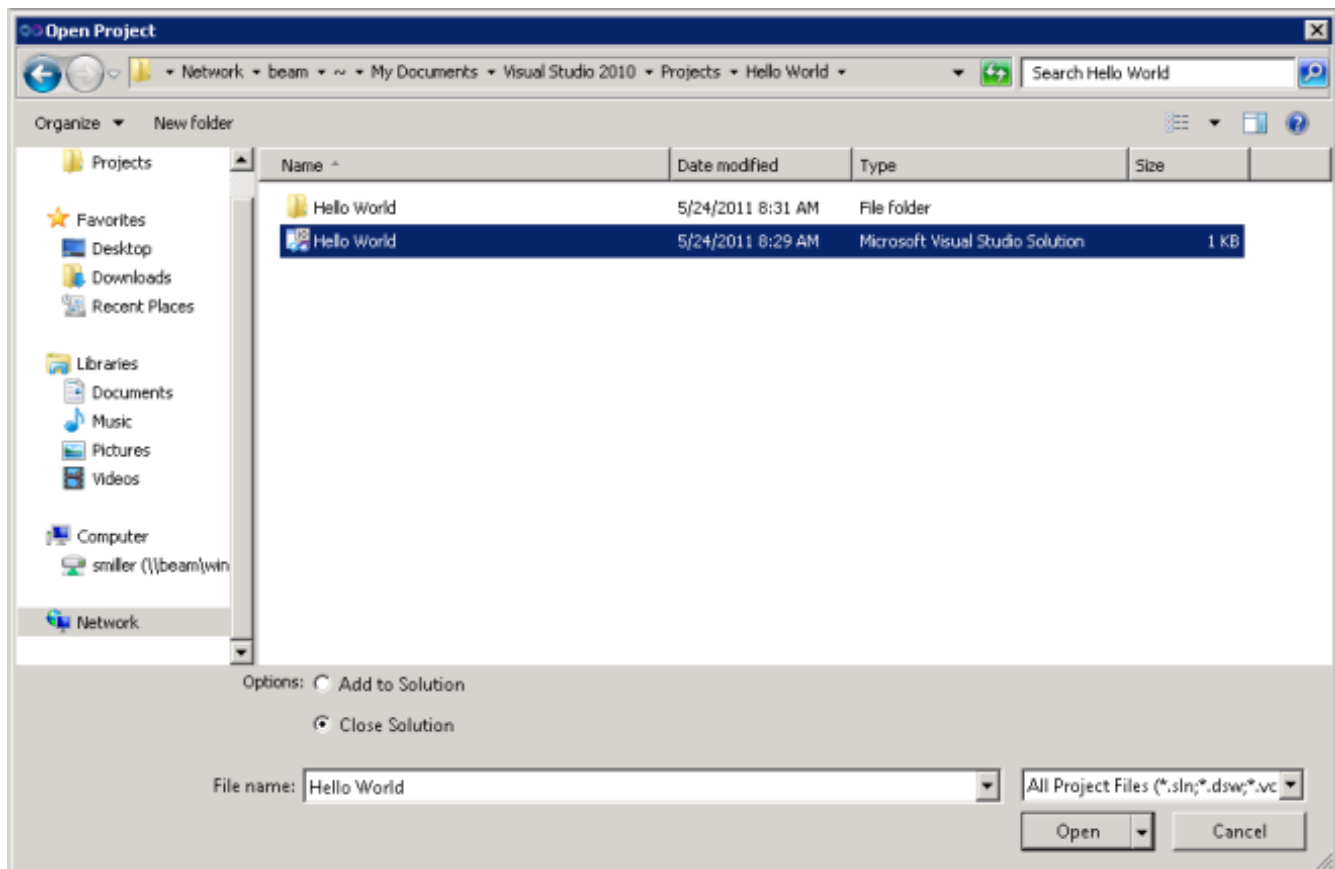 Open Project
Network beam ~ My Documents Visual Studio 2010 Projects Hello World Search Hello World
Organize New folder
Projects
Favorites
Desktop
Downloads
Recent Places
Libraries
Documents
Music
Pictures
Videos
Computer
smiller (\\beam\win
Network
Name Date modified Type Size
Hello World 5/24/2011 8:31 AM File folder
Hello World 5/24/2011 8:29 AM Microsoft Visual Studio Solution 1 KB
Options: Add to Solution
Close Solution
File name: Hello World All Project Files (*.sln;*.dsw;*.vc
Open Cancel